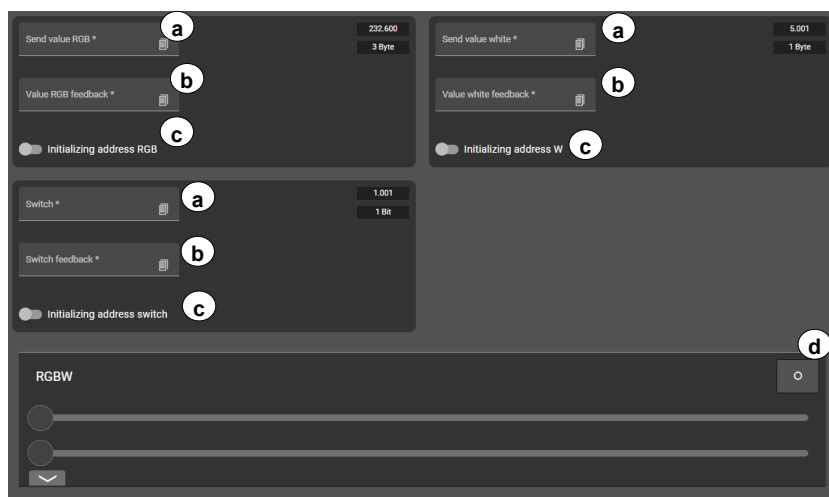 Send value RGB *
a
232.600
3 Byte
Value RGB feedback *
b
Initializing address RGB
c
Send value white *
a
5.001
1 Byte
Value white feedback *
b
Initializing address W
c
Switch *
a
1.001
1 Bit
Switch feedback *
b
Initializing address switch
c
d
RGBW